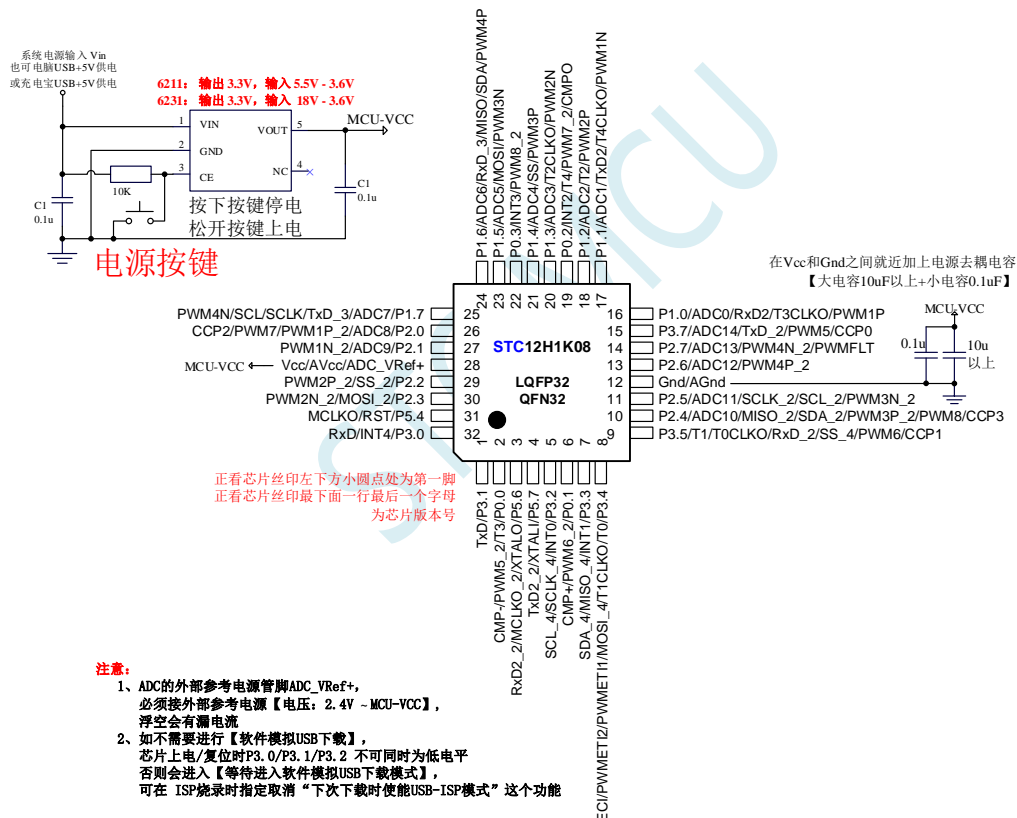 系统电源输入 Vin
也可电脑USB+5V供电
或充电宝USB+5V供电
6211: 输出 3.3V, 输入 5.5V - 3.6V
6231: 输出 3.3V, 输入 18V - 3.6V
1 VIN
2 GND
3 CE
VOUT 5
NC 4
MCU-VCC
10K
C1
0.1u
C1
0.1u
按下按键停电
松开按键上电
电源按键
P1.6/ADC6/RxD_3/MISO/SDA/PWM4P
P1.5/ADC5/MOSI/PWM3N
P0.3/INT3/PWM8_2
P1.4/ADC4/SS/PWM3P
P1.3/ADC3/T2CLKO/PWM2N
P0.2/INT2/T4/PWM7_2/CMPO
P1.2/ADC2/T2/PWM2P
P1.1/ADC1/TxD2/T4CLKO/PWM1N
24 23 22 21 20 19 18 17
在Vcc和Gnd之间就近加上电源去耦电容
【大电容10uF以上+小电容0.1uF】
MCU-VCC
0.1u
10u
以上
PWM4N/SCL/SCLK/TxD_3/ADC7/P1.7 25
CCP2/PWM7/PWM1P_2/ADC8/P2.0 26
PWM1N_2/ADC9/P2.1 27
MCU-VCC Vcc/AVcc/ADC_VRef+ 28
PWM2P_2/SS_2/P2.2 29
PWM2N_2/MOSI_2/P2.3 30
MCLKO/RST/P5.4 31
RxD/INT4/P3.0 32
STC12H1K08
LQFP32
QFN32
16 P1.0/ADC0/RxD2/T3CLKO/PWM1P
15 P3.7/ADC14/TxD_2/PWM5/CCP0
14 P2.7/ADC13/PWM4N_2/PWMFLT
13 P2.6/ADC12/PWM4P_2
12 Gnd/AGnd
11 P2.5/ADC11/SCLK_2/SCL_2/PWM3N_2
10 P2.4/ADC10/MISO_2/SDA_2/PWM3P_2/PWM8/CCP3
9 P3.5/T1/T0CLKO/RxD_2/SS_4/PWM6/CCP1
1 2 3 4 5 6 7 8
TxD/P3.1
CMP-/PWM5_2/T3/P0.0
RxD2_2/MCLKO_2/XTALO/P5.6
TxD2_2/XTALI/P5.7
SCL_4/SCLK_4/INT0/P3.2
CMP+/PWM6_2/P0.1
SDA_4/MISO_4/INT1/P3.3
ECI/PWMETI2/PWMETI1/MOSI_4/T1CLKO/T0/P3.4
正看芯片丝印左下方小圆点处为第一脚
正看芯片丝印最下面一行最后一个字母
为芯片版本号
STCMCU
注意:
1、ADC的外部参考电源管脚ADC_VRef+,
必须接外部参考电源【电压: 2.4V ~ MCU-VCC】,
浮空会有漏电流
2、如不需要进行【软件模拟USB下载】,
芯片上电/复位时P3.0/P3.1/P3.2 不可同时为低电平
否则会进入【等待进入软件模拟USB下载模式】,
可在 ISP烧录时指定取消“下次下载时使能USB-ISP模式”这个功能